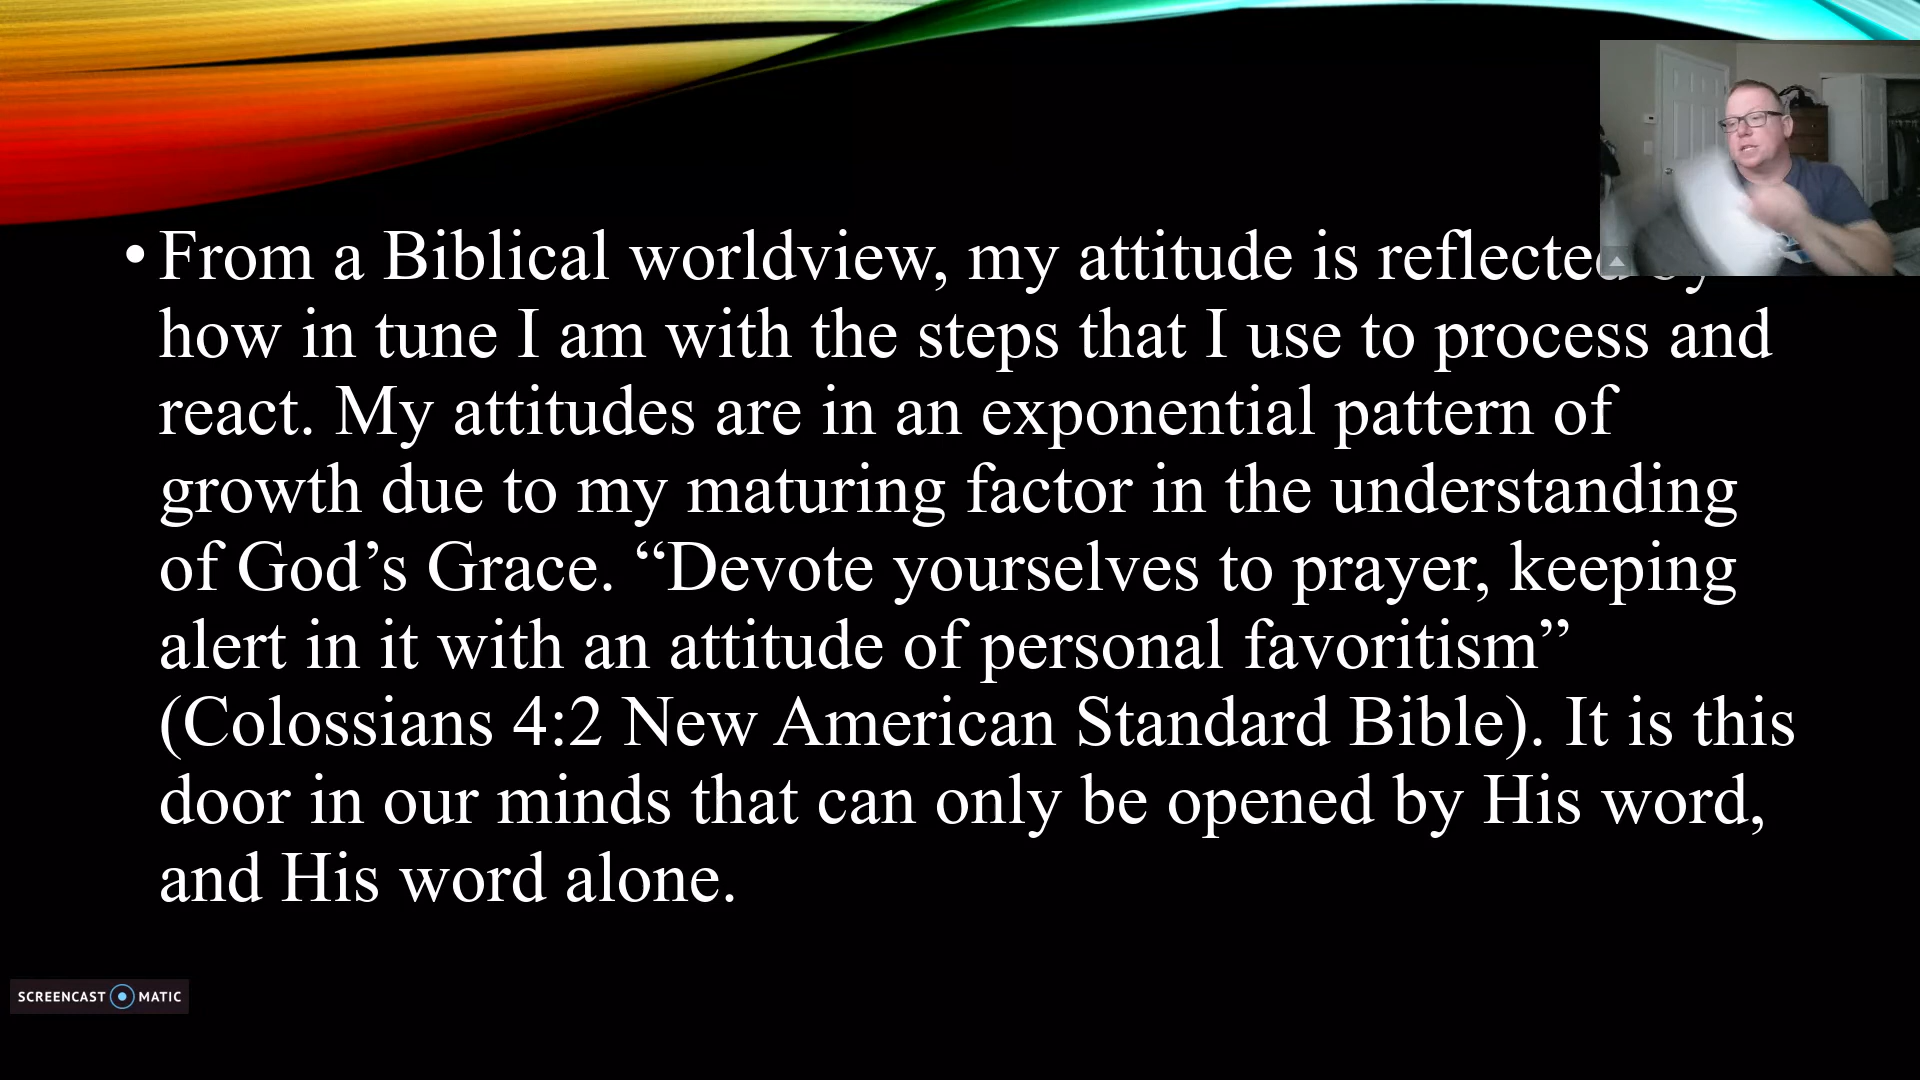 • From a Biblical worldview, my attitude is reflected
how in tune I am with the steps that I use to process and
react. My attitudes are in an exponential pattern of
growth due to my maturing factor in the understanding
of God’s Grace. “Devote yourselves to prayer, keeping
alert in it with an attitude of personal favoritism”
(Colossians 4:2 New American Standard Bible). It is this
door in our minds that can only be opened by His word,
and His word alone.
SCREENCAST MATIC